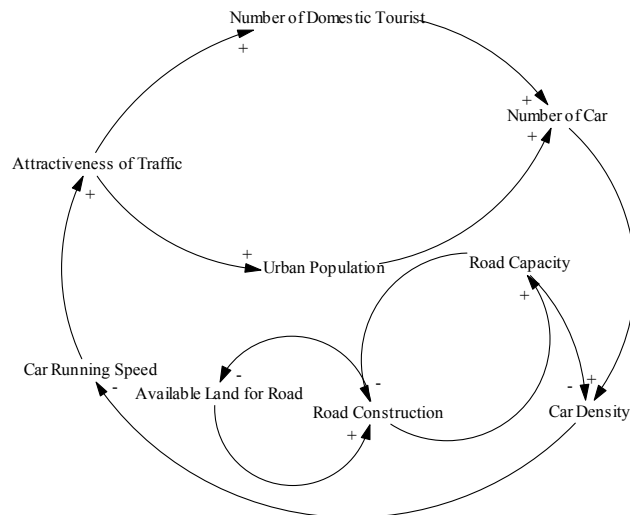 Number of Domestic Tourist
+
+
Number of Car
+
Attractiveness of Traffic
+
+
Urban Population
Road Capacity
+
Car Running Speed
-
-
Available Land for Road
-
Road Construction
+
-
+
Car Density